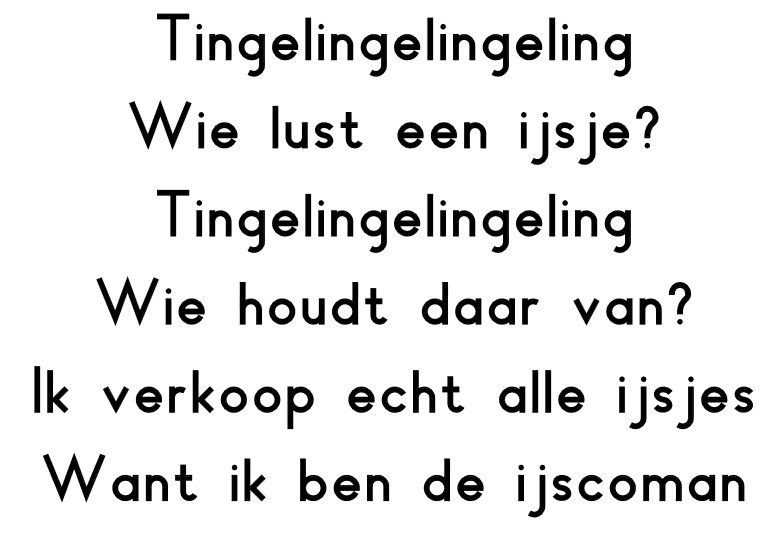 Tingelingelingeling
Wie lust een ijsje?
Tingelingelingeling
Wie houdt daar van?
Ik verkoop echt alle ijsjes
Want ik ben de ijscoman